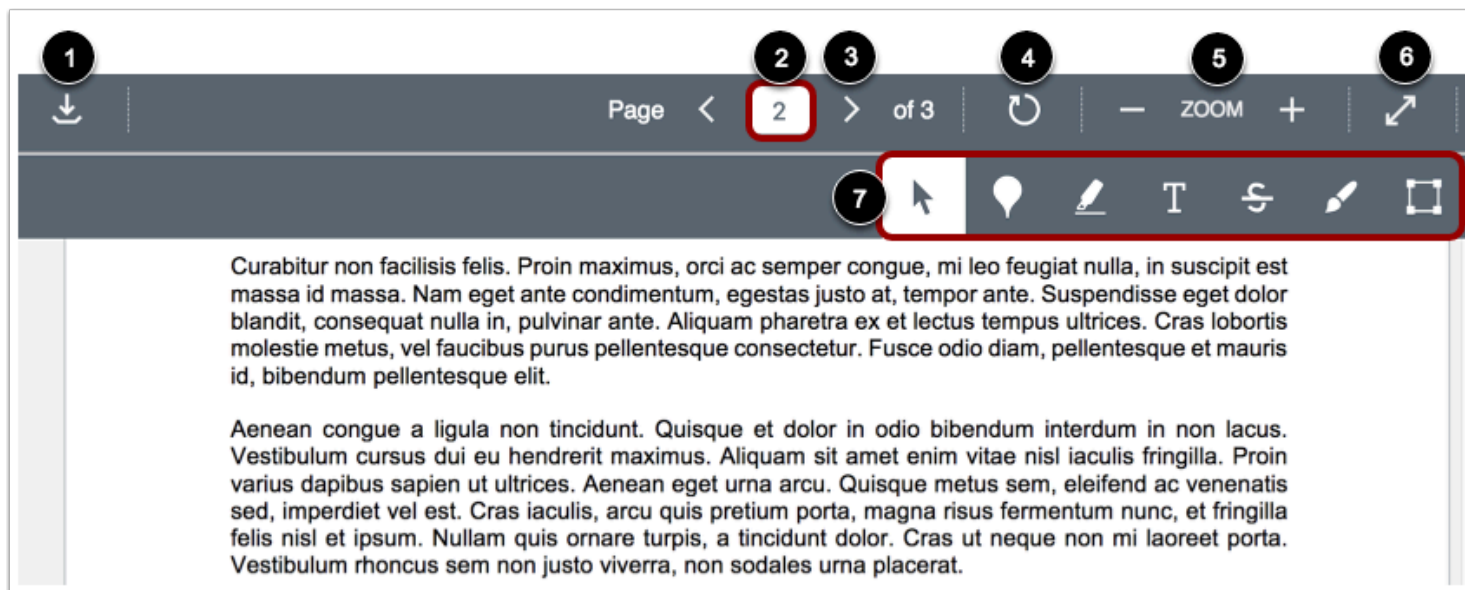 1 2 3 4 5 6
Page 2 of 3 ZOOM
7 T S
Curabitur non facilisis felis. Proin maximus, orci ac semper congue, mi leo feugiat nulla, in suscipit est
massa id massa. Nam eget ante condimentum, egestas justo at, tempor ante. Suspendisse eget dolor
blandit, consequat nulla in, pulvinar ante. Aliquam pharetra ex et lectus tempus ultrices. Cras lobortis
molestie metus, vel faucibus purus pellentesque consectetur. Fusce odio diam, pellentesque et mauris
id, bibendum pellentesque elit.
Aenean congue a ligula non tincidunt. Quisque et dolor in odio bibendum interdum in non lacus.
Vestibulum cursus dui eu hendrerit maximus. Aliquam sit amet enim vitae nisl iaculis fringilla. Proin
varius dapibus sapien ut ultrices. Aenean eget urna arcu. Quisque metus sem, eleifend ac venenatis
sed, imperdiet vel est. Cras iaculis, arcu quis pretium porta, magna risus fermentum nunc, et fringilla
felis nisl et ipsum. Nullam quis ornare turpis, a tincidunt dolor. Cras ut neque non mi laoreet porta.
Vestibulum rhoncus sem non justo viverra, non sodales urna placerat.